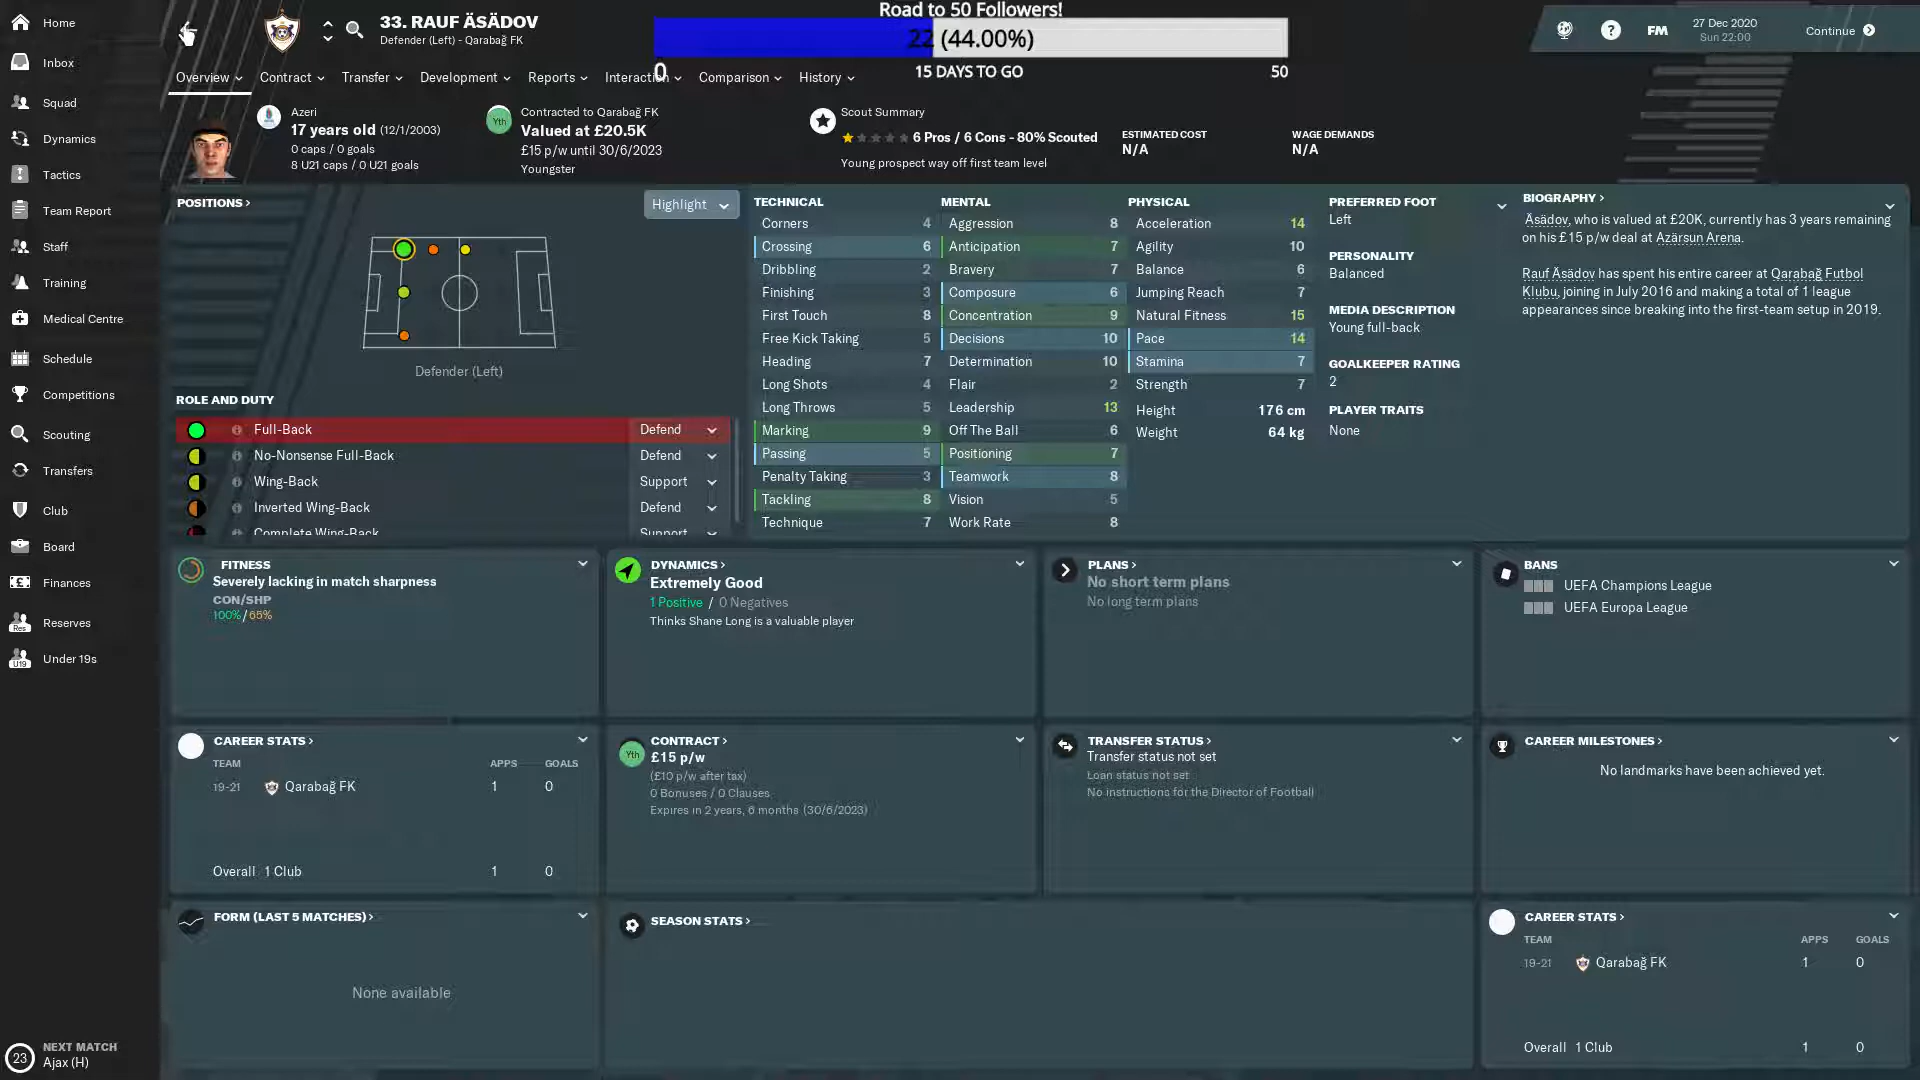 Road to 50 Followers!
22 (44.00%)
0
15 DAYS TO GO
50
Home
Inbox
Squad
Dynamics
Tactics
Team Report
Staff
Training
Medical Centre
Schedule
Competitions
Scouting
Transfers
Club
Board
Finances
Res
Reserves
U19
Under 19s
23
NEXT MATCH
Ajax (H)
33. RAUF ÄSÄDOV
Defender (Left) - Qarabağ FK
?
FM
27 Dec 2020
Sun 22:00
Continue
Overview
Contract
Transfer
Development
Reports
Interaction
Comparison
History
Azeri
17 years old (12/1/2003)
0 caps / 0 goals
8 U21 caps / 0 U21 goals
Yth
Contracted to Qarabağ FK
Valued at £20.5K
£15 p/w until 30/6/2023
Youngster
Scout Summary
6 Pros / 6 Cons - 80% Scouted
Young prospect way off first team level
ESTIMATED COST
N/A
WAGE DEMANDS
N/A
POSITIONS >
Highlight
Defender (Left)
ROLE AND DUTY
Full-Back Defend
No-Nonsense Full-Back Defend
Wing-Back Support
Inverted Wing-Back Defend
Complete Wing-Back Support
TECHNICAL
Corners 4
Crossing 6
Dribbling 2
Finishing 3
First Touch 8
Free Kick Taking 5
Heading 7
Long Shots 4
Long Throws 5
Marking 9
Passing 5
Penalty Taking 3
Tackling 8
Technique 7
MENTAL
Aggression 8
Anticipation 7
Bravery 7
Composure 6
Concentration 9
Decisions 10
Determination 10
Flair 2
Leadership 13
Off The Ball 6
Positioning 7
Teamwork 8
Vision 5
Work Rate 8
PHYSICAL
Acceleration 14
Agility 10
Balance 6
Jumping Reach 7
Natural Fitness 15
Pace 14
Stamina 7
Strength 7
Height 176 cm
Weight 64 kg
PREFERRED FOOT
Left
PERSONALITY
Balanced
MEDIA DESCRIPTION
Young full-back
GOALKEEPER RATING
2
PLAYER TRAITS
None
BIOGRAPHY >
Äsädov, who is valued at £20K, currently has 3 years remaining
on his £15 p/w deal at Azärsun Arena.
Rauf Äsädov has spent his entire career at Qarabağ Futbol
Klubu, joining in July 2016 and making a total of 1 league
appearances since breaking into the first-team setup in 2019.
FITNESS
Severely lacking in match sharpness
CON/SHP
100%/65%
DYNAMICS >
Extremely Good
1 Positive / 0 Negatives
Thinks Shane Long is a valuable player
PLANS >
No short term plans
No long term plans
BANS
UEFA Champions League
UEFA Europa League
CAREER STATS >
TEAM APPS GOALS
19-21 Qarabağ FK 1 0
Overall 1 Club 1 0
Yth
CONTRACT >
£15 p/w
(£10 p/w after tax)
0 Bonuses / 0 Clauses
Expires in 2 years, 6 months (30/6/2023)
TRANSFER STATUS >
Transfer status not set
Loan status not set
No instructions for the Director of Football
CAREER MILESTONES >
No landmarks have been achieved yet.
FORM (LAST 5 MATCHES) >
None available
SEASON STATS >
CAREER STATS >
TEAM APPS GOALS
19-21 Qarabağ FK 1 0
Overall 1 Club 1 0